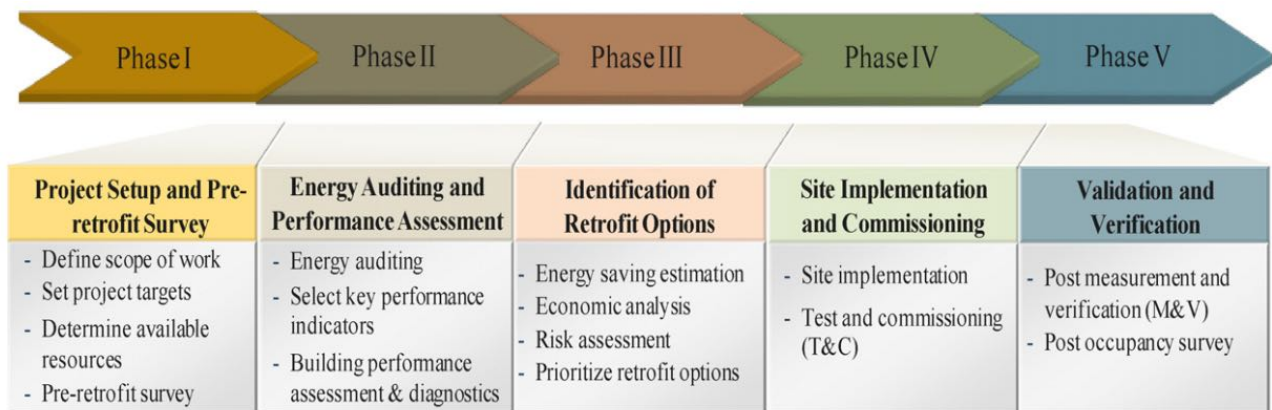 Phase I
Phase II
Phase III
Phase IV
Phase V
Project Setup and Pre-
retrofit Survey
- Define scope of work
- Set project targets
- Determine available
resources
- Pre-retrofit survey
Energy Auditing and
Performance Assessment
- Energy auditing
- Select key performance
indicators
- Building performance
assessment & diagnostics
Identification of
Retrofit Options
- Energy saving estimation
- Economic analysis
- Risk assessment
- Prioritize retrofit options
Site Implementation
and Commissioning
- Site implementation
- Test and commissioning
(T&C)
Validation and
Verification
- Post measurement and
verification (M&V)
- Post occupancy survey